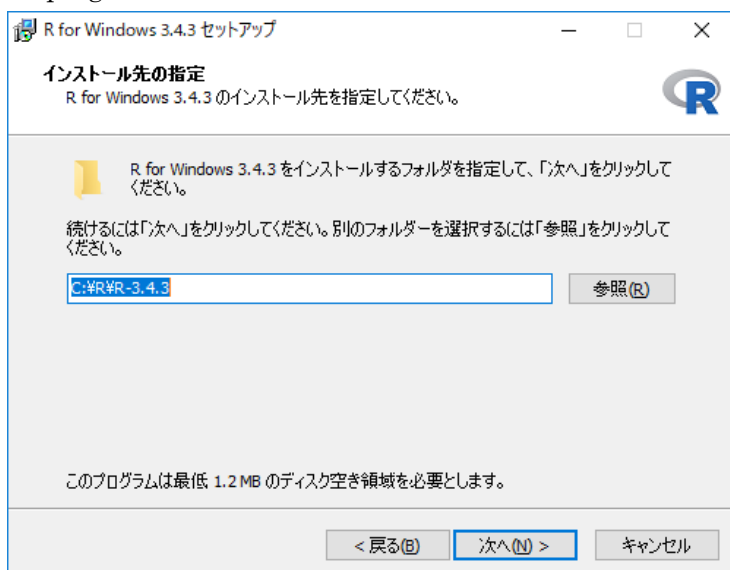 R for Windows 3.4.3 セットアップ
インストール先の指定
R for Windows 3.4.3 のインストール先を指定してください。
R
R for Windows 3.4.3 をインストールするフォルダを指定して、「次へ」をクリックして
ください。
続けるには「次へ」をクリックしてください。別のフォルダーを選択するには「参照」をクリックして
ください。
C:¥R¥R-3.4.3
参照(R)
このプログラムは最低 1.2 MB のディスク空き領域を必要とします。
< 戻る(B)
次へ(N) >
キャンセル